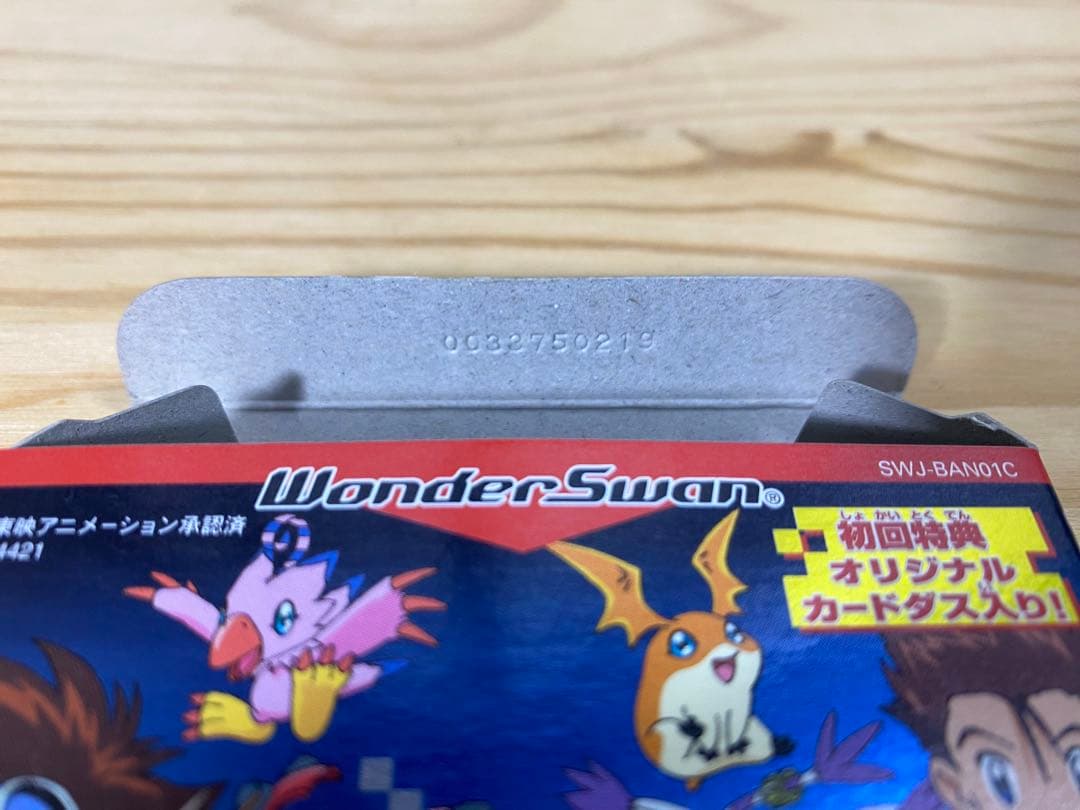 0032750219
WonderSwan®
SWJ-BAN01C
東映アニメーション承認済
4421
しょ かい とく てん
初回特典
オリジナル
い
カードダス入り!